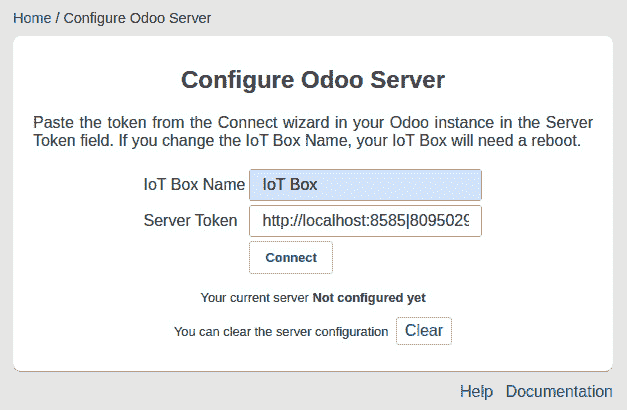 Home / Configure Odoo Server
Configure Odoo Server
Paste the token from the Connect wizard in your Odoo instance in the Server
Token field. If you change the IoT Box Name, your IoT Box will need a reboot.
IoT Box Name IoT Box
Server Token http://localhost:8585|8095029
Connect
Your current server Not configured yet
You can clear the server configuration Clear
Help Documentation